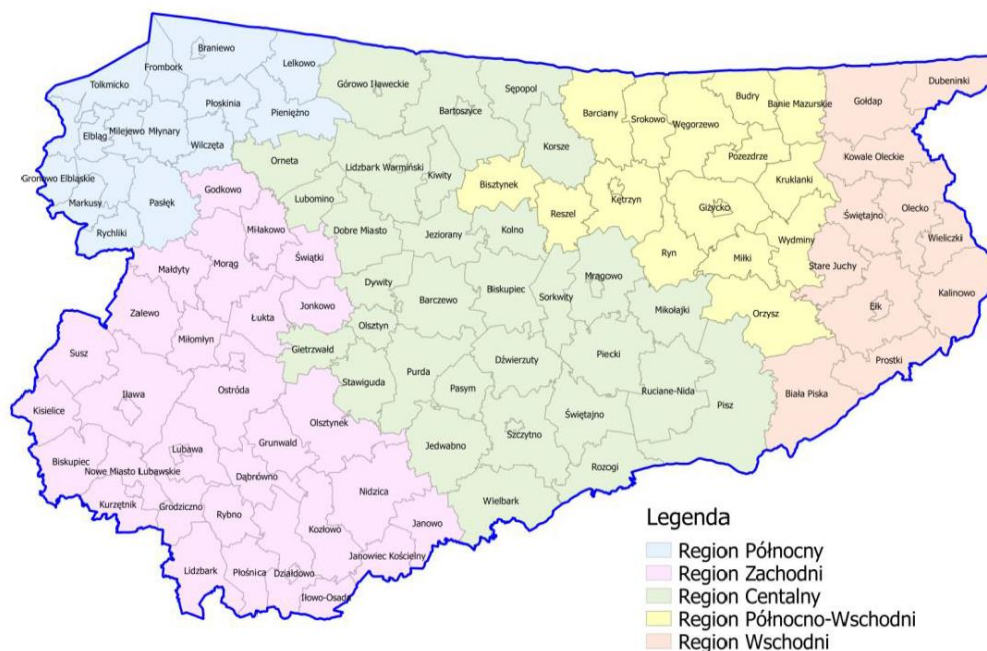 Braniewo
Lelkowo
Frombork
Tolkmicko
Płoskinia
Pieniężno
Elbląg
Milejewo
Młynary
Wilczęta
Gronowo Elbląskie
Markusy
Pasłęk
Rychliki
Godkowo
Górowo Iławeckie
Bartoszyce
Sępopol
Korsze
Orneta
Lidzbark Warmiński
Kiwity
Lubomino
Bisztynek
Reszel
Barciany
Srokowo
Węgorzewo
Budry
Banie Mazurskie
Gołdap
Dubeninki
Pozezdrze
Kruklanki
Kowale Oleckie
Kętrzyn
Giżycko
Świętajno
Olecko
Wieliczki
Ryn
Miłki
Wydminy
Stare Juchy
Kalinowo
Ełk
Orzysz
Prostki
Biała Piska
Miłakowo
Świątki
Dobre Miasto
Jeziorany
Kolno
Małdyty
Morąg
Jonkowo
Dywity
Barczewo
Biskupiec
Sorkwity
Mrągowo
Mikołajki
Zalewo
Łukta
Olsztyn
Miłomłyn
Gietrzwałd
Susz
Stawiguda
Purda
Pasym
Dźwierzuty
Piecki
Ruciane-Nida
Pisz
Iława
Ostróda
Kisielice
Olsztynek
Świętajno
Grunwald
Szczytno
Jedwabno
Lubawa
Biskupiec
Nowe Miasto Lubawskie
Dąbrówno
Rozogi
Nidzica
Wielbark
Kurzętnik
Grodziczno
Rybno
Kozłowo
Janowo
Janowiec Kościelny
Lidzbark
Płośnica
Działdowo
Iłowo-Osada
Legenda
Region Północny
Region Zachodni
Region Centalny
Region Północno-Wschodni
Region Wschodni